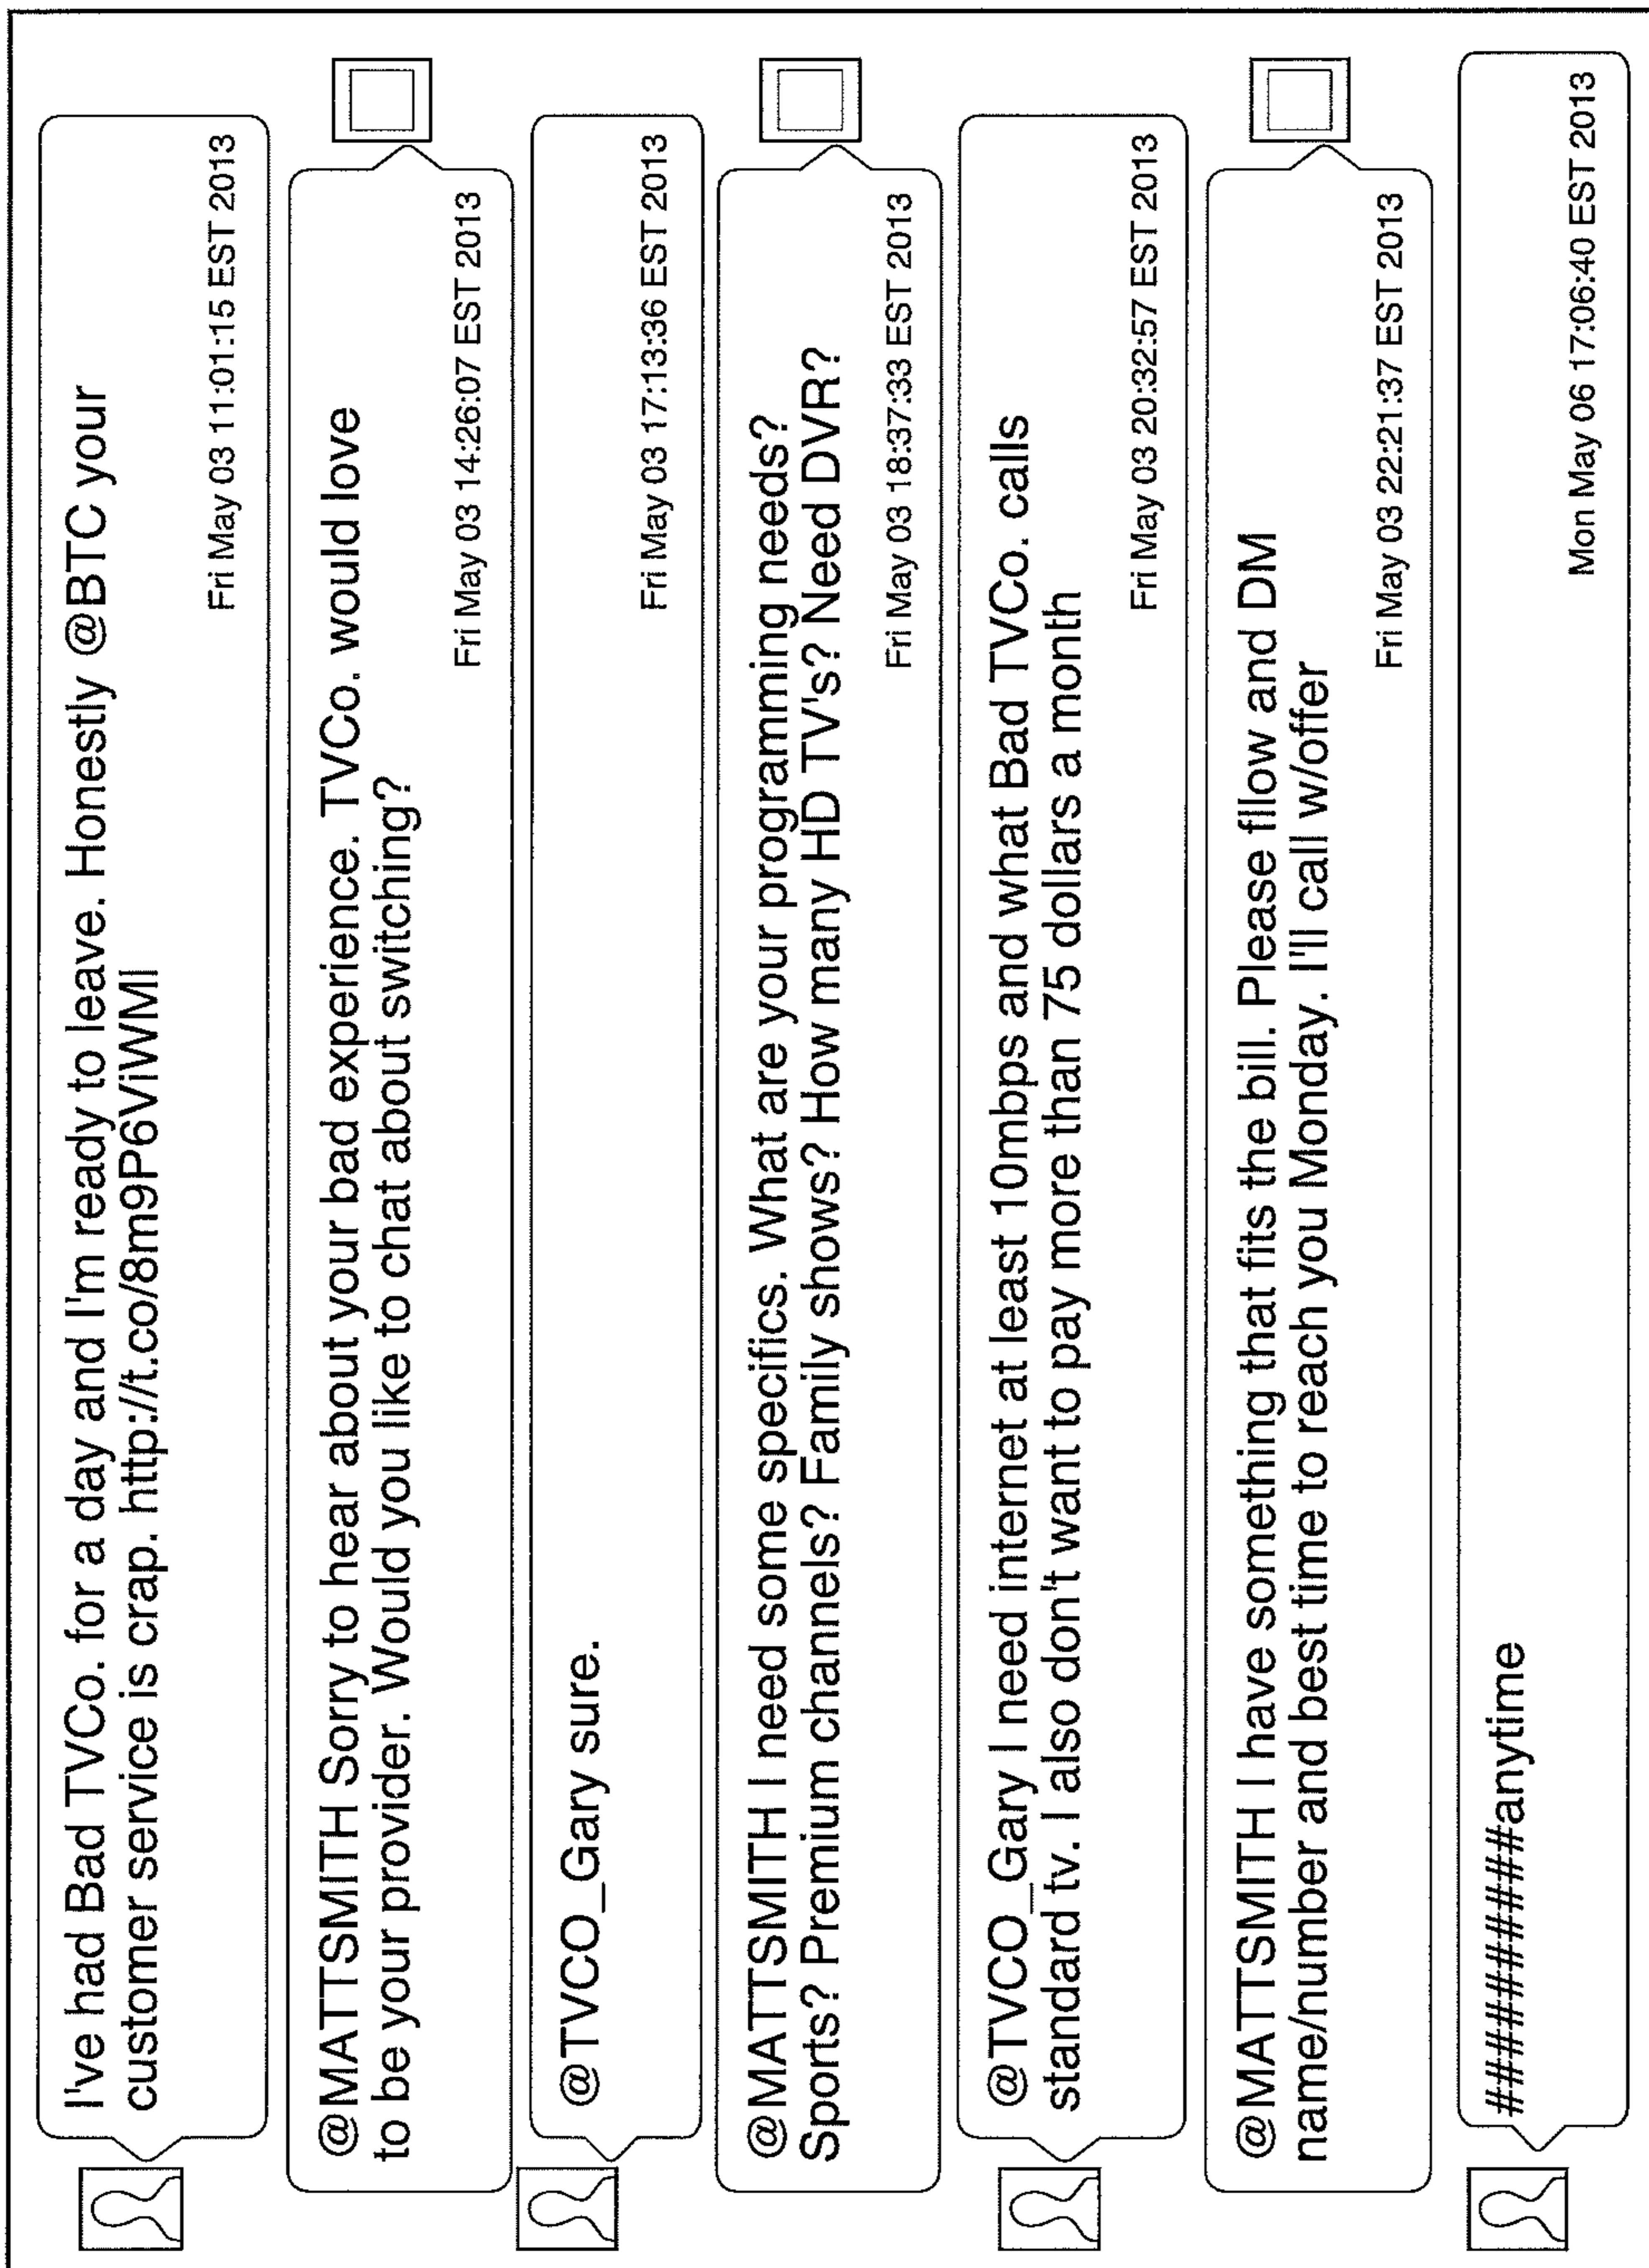 I've had Bad TVCo. for a day and I'm ready to leave. Honestly @BTC your
customer service is crap. http://t.co/8m9P6ViWMl
Fri May 03 11:01:15 EST 2013
@MATTSMITH Sorry to hear about your bad experience. TVCo. would love
to be your provider. Would you like to chat about switching?
Fri May 03 14:26:07 EST 2013
@TVCO_Gary sure.
Fri May 03 17:13:36 EST 2013
@MATTSMITH I need some specifics. What are your programming needs?
Sports? Premium channels? Family shows? How many HD TV's? Need DVR?
Fri May 03 18:37:33 EST 2013
@TVCO_Gary I need internet at least 10mbps and what Bad TVCo. calls
standard tv. I also don't want to pay more than 75 dollars a month
Fri May 03 20:32:57 EST 2013
@MATTSMITH I have something that fits the bill. Please fllow and DM
name/number and best time to reach you Monday. I'll call w/offer
Fri May 03 22:21:37 EST 2013
##########anytime
Mon May 06 17:06:40 EST 2013